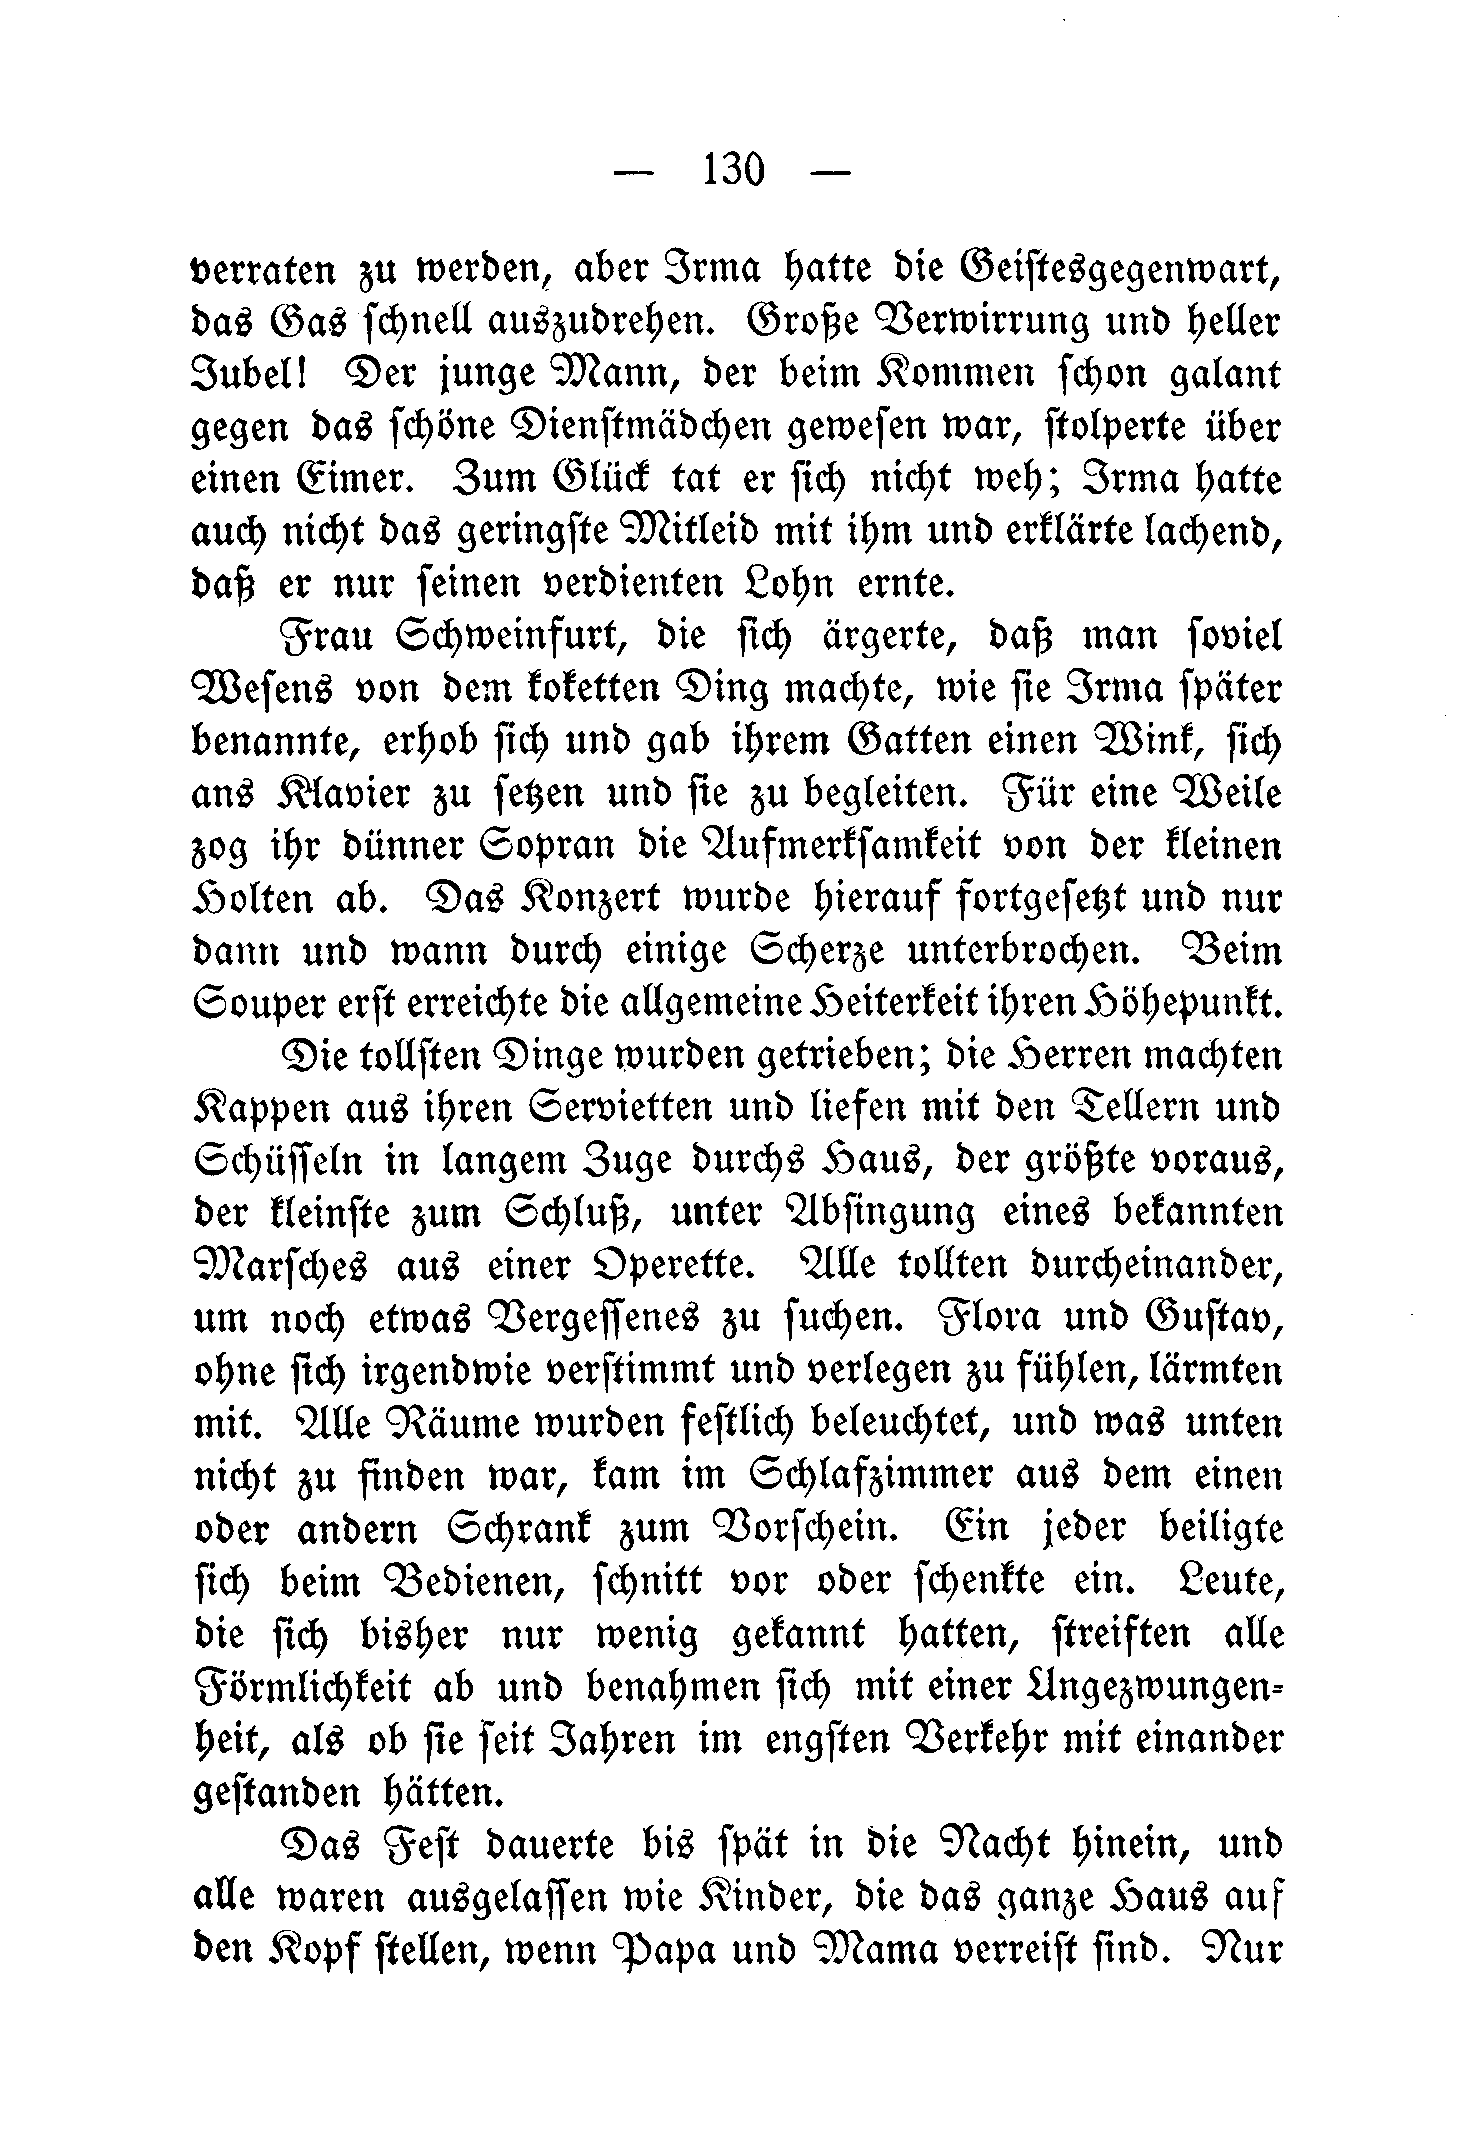 — 130 —
verraten zu werden, aber Irma hatte die Geistesgegenwart,
das Gas schnell auszudrehen. Große Verwirrung und heller
Jubel! Der junge Mann, der beim Kommen schon galant
gegen das schöne Dienstmädchen gewesen war, stolperte über
einen Eimer. Zum Glück tat er sich nicht weh; Irma hatte
auch nicht das geringste Mitleid mit ihm und erklärte lachend,
daß er nur seinen verdienten Lohn ernte.
Frau Schweinfurt, die sich ärgerte, daß man soviel
Wesens von dem koketten Ding machte, wie sie Irma später
benannte, erhob sich und gab ihrem Gatten einen Wink, sich
ans Klavier zu setzen und sie zu begleiten. Für eine Weile
zog ihr dünner Sopran die Aufmerksamkeit von der kleinen
Holten ab. Das Konzert wurde hierauf fortgesetzt und nur
dann und wann durch einige Scherze unterbrochen. Beim
Souper erst erreichte die allgemeine Heiterkeit ihren Höhepunkt.
Die tollsten Dinge wurden getrieben; die Herren machten
Kappen aus ihren Servietten und liefen mit den Tellern und
Schüsseln in langem Zuge durchs Haus, der größte voraus,
der kleinste zum Schluß, unter Absingung eines bekannten
Marsches aus einer Operette. Alle tollten durcheinander,
um noch etwas Vergessenes zu suchen. Flora und Gustav,
ohne sich irgendwie verstimmt und verlegen zu fühlen, lärmten
mit. Alle Räume wurden festlich beleuchtet, und was unten
nicht zu finden war, kam im Schlafzimmer aus dem einen
oder andern Schrank zum Vorschein. Ein jeder beiligte
sich beim Bedienen, schnitt vor oder schenkte ein. Leute,
die sich bisher nur wenig gekannt hatten, streiften alle
Förmlichkeit ab und benahmen sich mit einer Ungezwungen-
heit, als ob sie seit Jahren im engsten Verkehr mit einander
gestanden hätten.
Das Fest dauerte bis spät in die Nacht hinein, und
alle waren ausgelassen wie Kinder, die das ganze Haus auf
den Kopf stellen, wenn Papa und Mama verreist sind. Nur